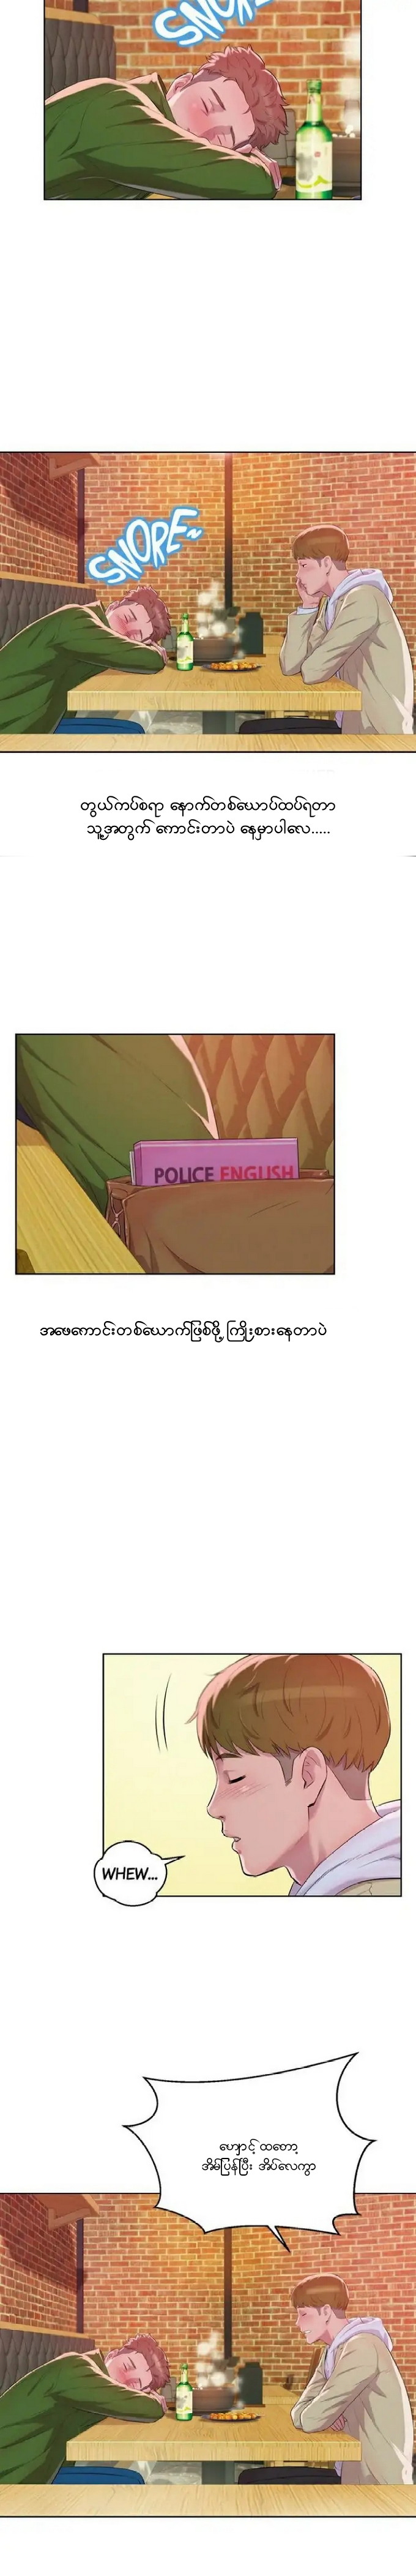 SNORE~
SNORE~
တွယ်ကပ်စရာ နောက်တစ်ယောပ်ထပ်ရတာ
သူ့အတွက် ကောင်းတာပဲ နေမှာပါလေ.....
POLICE ENGLISH
အဖေကောင်းတစ်ယောက်ဖြစ်ဖို့ ကြိုးစားနေတာပဲ
WHEW...
ဟျောင့် ထတော့
အိမ်ပြန်ပြီး အိပ်လေကွာ